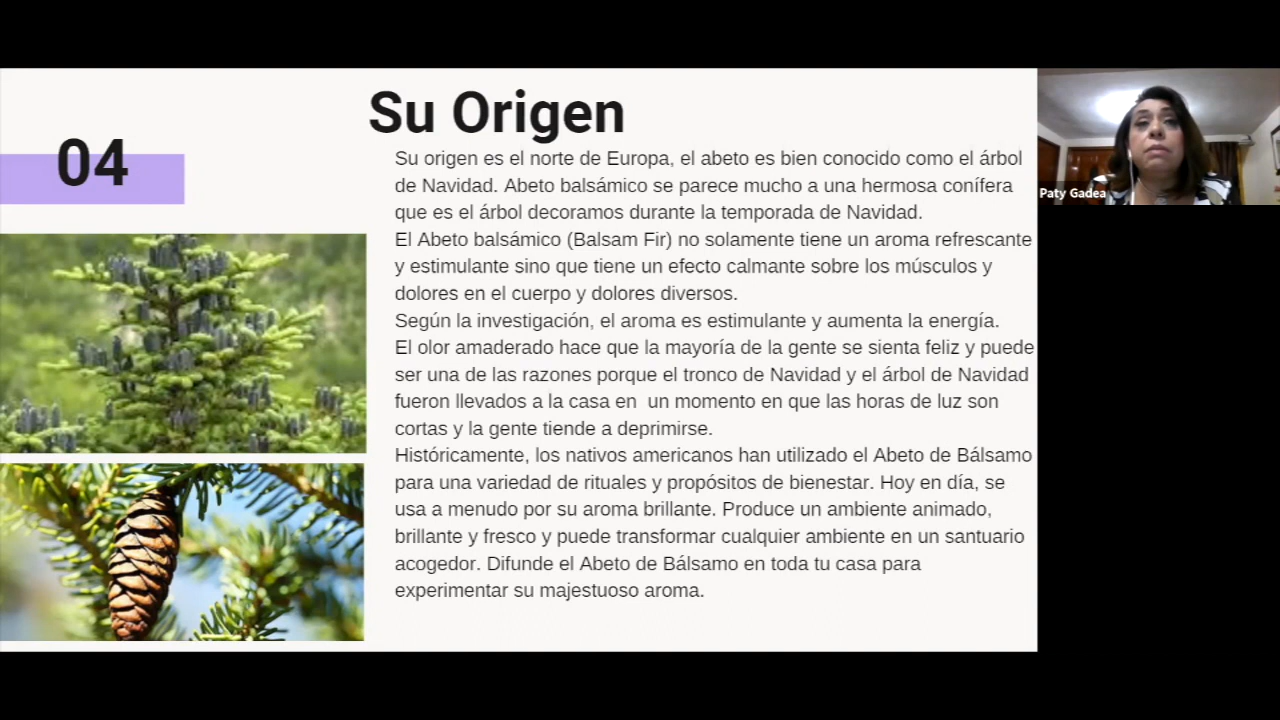 Su Origen
04
Su origen es el norte de Europa, el abeto es bien conocido como el árbol
de Navidad. Abeto balsámico se parece mucho a una hermosa conífera
que es el árbol decoramos durante la temporada de Navidad.
El Abeto balsámico (Balsam Fir) no solamente tiene un aroma refrescante
y estimulante sino que tiene un efecto calmante sobre los músculos y
dolores en el cuerpo y dolores diversos.
Según la investigación, el aroma es estimulante y aumenta la energía.
El olor amaderado hace que la mayoría de la gente se sienta feliz y puede
ser una de las razones porque el tronco de Navidad y el árbol de Navidad
fueron llevados a la casa en  un momento en que las horas de luz son
cortas y la gente tiende a deprimirse.
Históricamente, los nativos americanos han utilizado el Abeto de Bálsamo
para una variedad de rituales y propósitos de bienestar. Hoy en día, se
usa a menudo por su aroma brillante. Produce un ambiente animado,
brillante y fresco y puede transformar cualquier ambiente en un santuario
acogedor. Difunde el Abeto de Bálsamo en toda tu casa para
experimentar su majestuoso aroma.
Paty Gadea